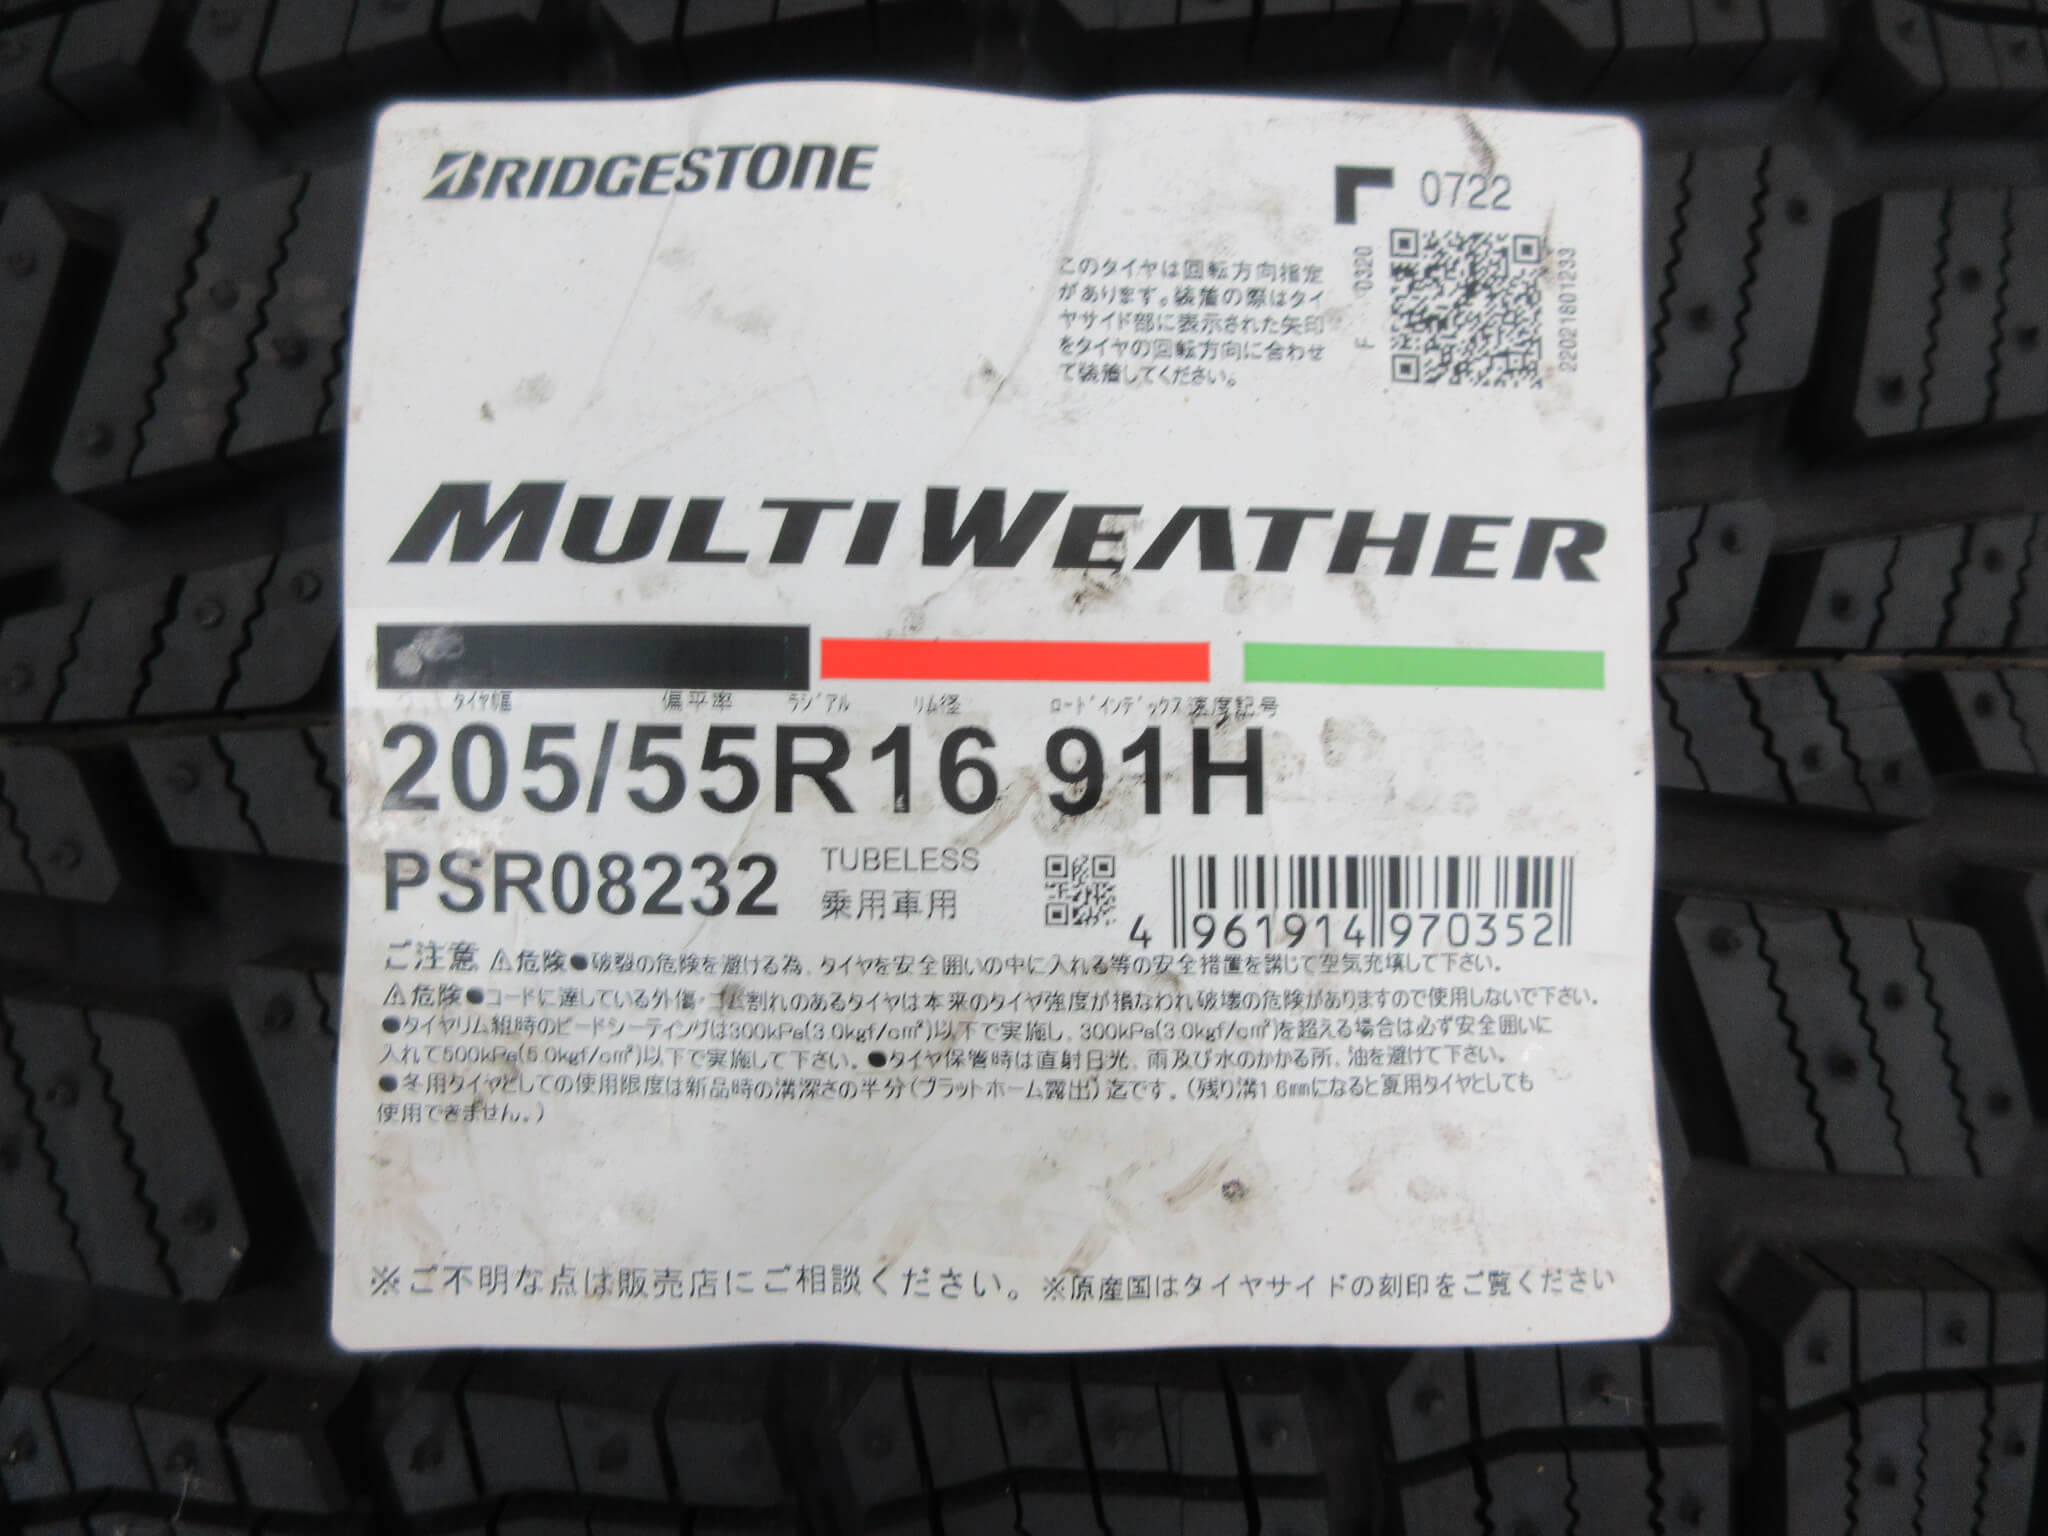 BRIDGESTONE
0722
このタイヤは回転方向指定
があります。装着の際はタイ
ヤサイド部に表示された矢印
をタイヤの回転方向に合わせ
て装着してください。
F 0320
22021801233
MULTI WEATHER
タイヤ幅 偏平率 ラジアル リム径 ロードインデックス 速度記号
205/55R16 91H
PSR08232
TUBELESS
乗用車用
4 961914 970352
ご注意 ⚠危険●破裂の危険を避ける為、タイヤを安全囲いの中に入れる等の安全措置を講じて空気充填して下さい。
⚠危険●コードに達している外傷・ゴム割れのあるタイヤは本来のタイヤ強度が損なわれ破壊の危険がありますので使用しないで下さい。
●タイヤリム組時のビードシーティングは300kPa(3.0kgf/cm²)以下で実施し、300kPa(3.0kgf/cm²)を超える場合は必ず安全囲いに
入れて500kPa(5.0kgf/cm²)以下で実施して下さい。●タイヤ保管時は直射日光、雨及び水のかかる所、油を避けて下さい。
●冬用タイヤとしての使用限度は新品時の溝深さの半分(プラットホーム露出)迄です。(残り溝1.6mmになると夏用タイヤとしても
使用できません。)
※ご不明な点は販売店にご相談ください。※原産国はタイヤサイドの刻印をご覧ください